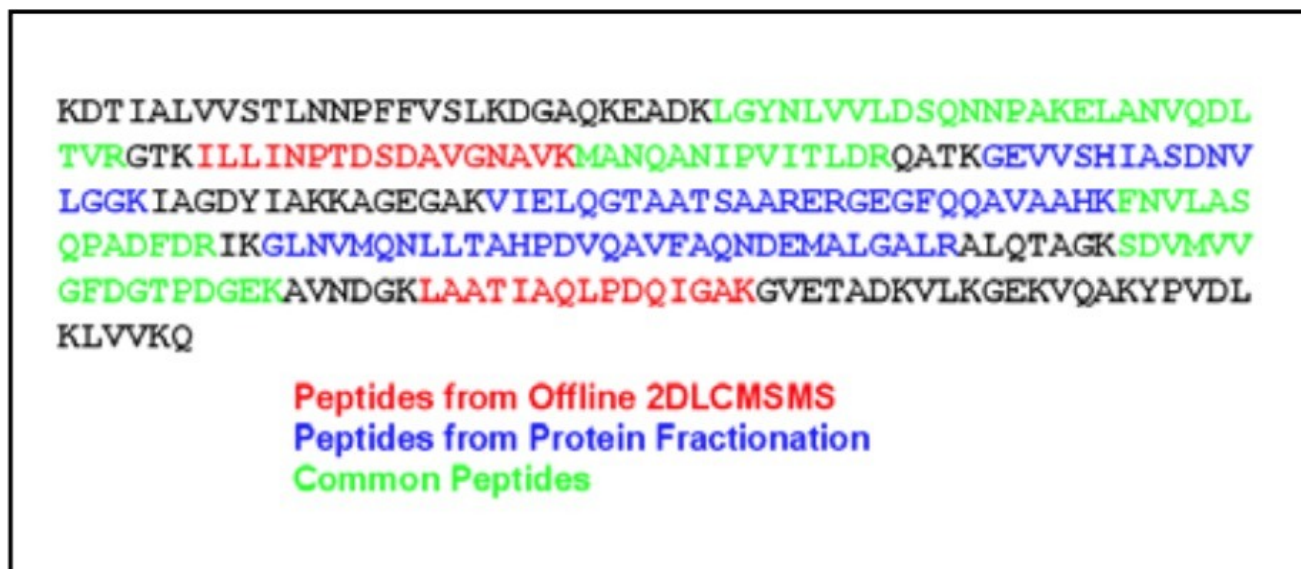 KDTIALVVSTLNNPFFVSLKDGAQKEADKLGYNLVVLDSQNNPAKELANVQDL
TVRGTKILLINPTDSDAVGNAVKMANQANIPVITLDRQATKGEVVSHIASDNV
LGGKIAGDYIAKKAGEGAKVIELQGTAATSAARERGEGFQQAVAAHKFNVLAS
QPADFDRIKGLNVMQNLLTAHPDVQAVFAQNDEMALGALRALQTAGKSDVMVV
GFDGTPDGEKAVNDGKLAATIAQLPDQIGAKGVETADKVLKGEKVQAKYPVDL
KLVVKQ
Peptides from Offline 2DLCMSMS
Peptides from Protein Fractionation
Common Peptides